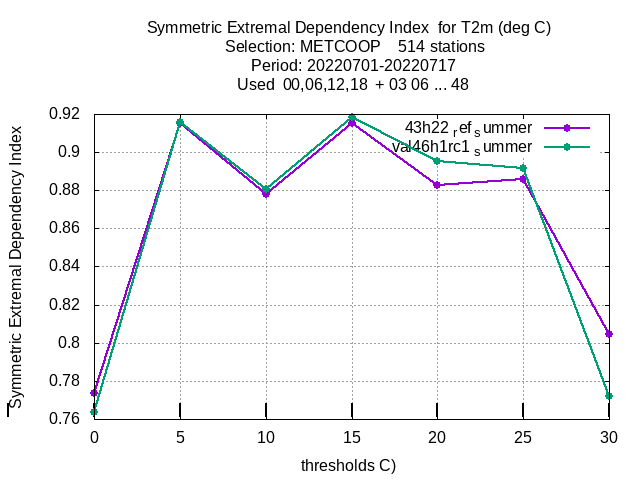 Symmetric Extremal Dependency Index  for T2m (deg C)
Selection: METCOOP    514 stations
Period: 20220701-20220717
Used  00,06,12,18  + 03 06 ... 48
Symmetric Extremal Dependency Index
0.92
0.9
0.88
0.86
0.84
0.82
0.8
0.78
0.76
43h22 ref summer
val46h1rc1 summer
0 5 10 15 20 25 30
thresholds C)